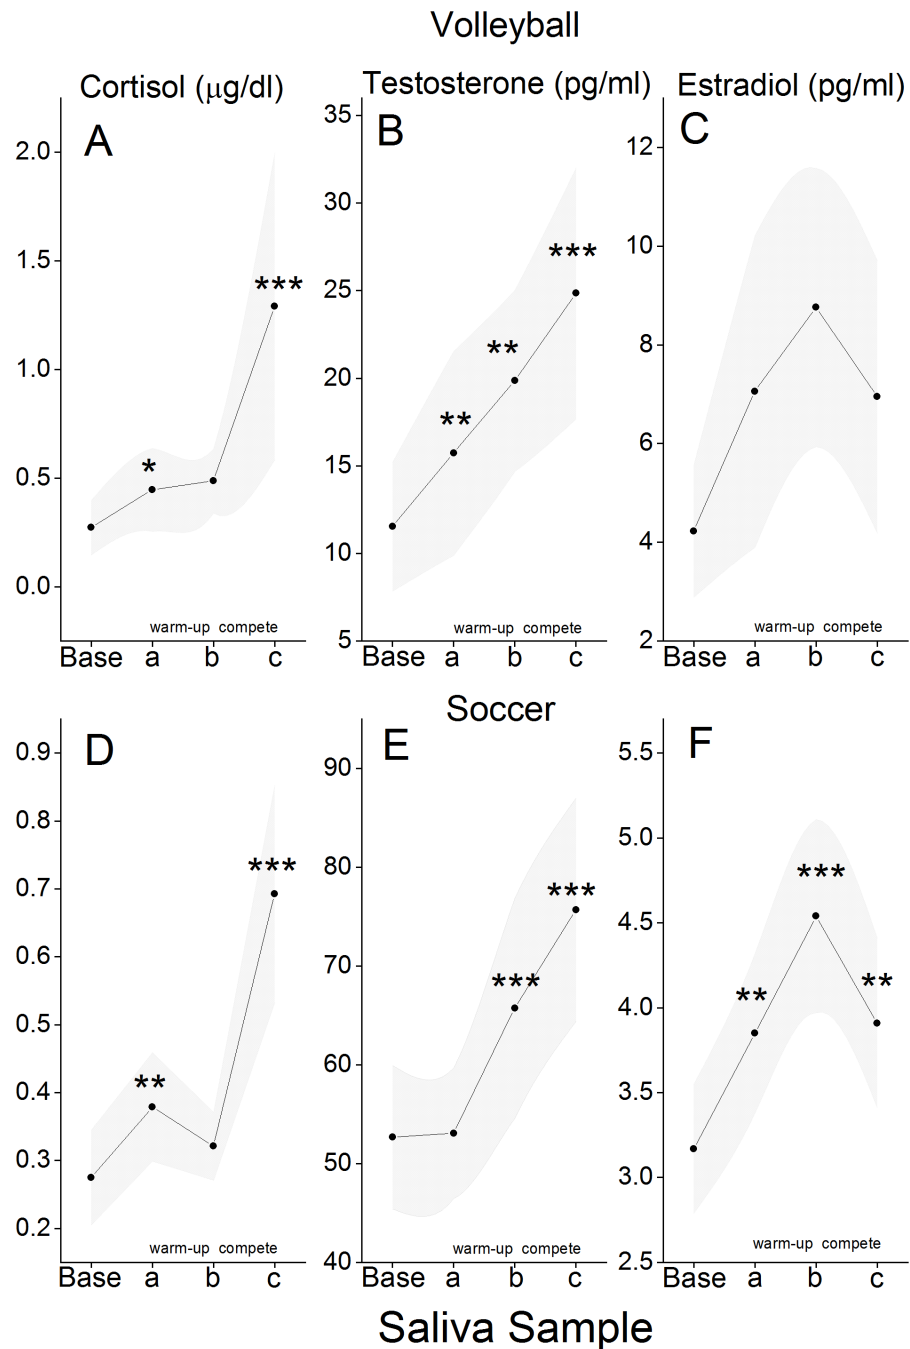 Volleyball
Cortisol (µg/dl)
Testosterone (pg/ml)
Estradiol (pg/ml)
A
2.0
1.5
1.0
0.5
0.0
*
***
warm-up compete
Base a b c
B
35
30
25
20
15
10
5
**
**
***
warm-up compete
Base a b c
C
12
10
8
6
4
2
warm-up compete
Base a b c
Soccer
D
0.9
0.8
0.7
0.6
0.5
0.4
0.3
0.2
**
***
warm-up compete
Base a b c
E
90
80
70
60
50
40
***
***
warm-up compete
Base a b c
F
5.5
5.0
4.5
4.0
3.5
3.0
2.5
**
***
**
warm-up compete
Base a b c
Saliva Sample